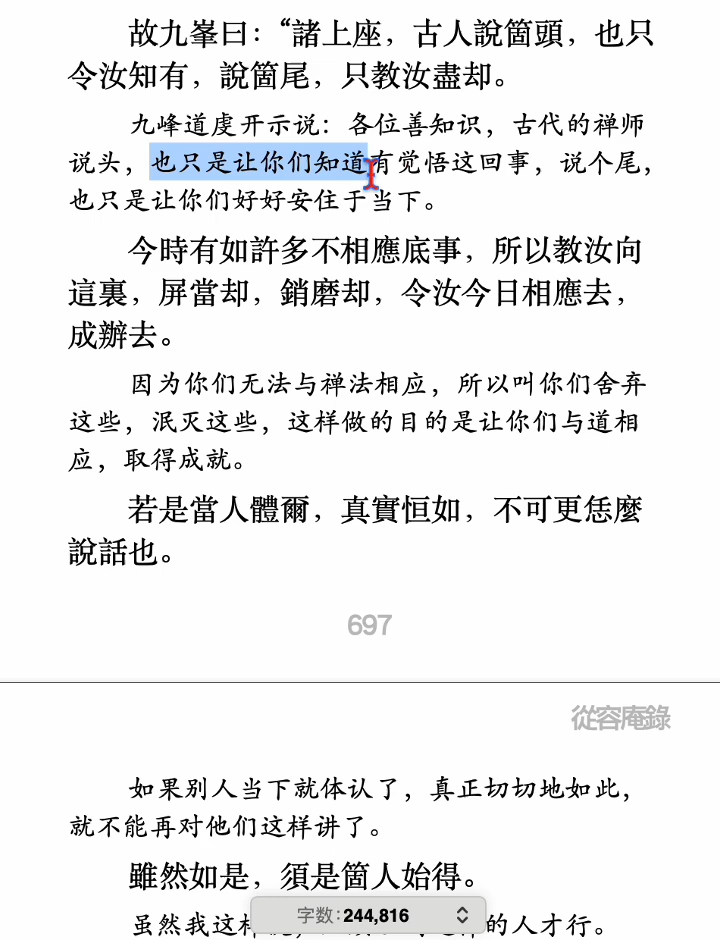 故九峯曰：“諸上座，古人說箇頭，也只
令汝知有，說箇尾，只教汝盡却。
九峰道虔开示说：各位善知识，古代的禅师
说头，也只是让你们知道有觉悟这回事，说个尾，
也只是让你们好好安住于当下。
今時有如許多不相應底事，所以教汝向
這裏，屏當却，銷磨却，令汝今日相應去，
成辦去。
因为你们无法与禅法相应，所以叫你们舍弃
这些，泯灭这些，这样做的目的是让你们与道相
应，取得成就。
若是當人體爾，真實恒如，不可更恁麼
說話也。
697
從容庵錄
如果别人当下就体认了，真正切切地如此，
就不能再对他们这样讲了。
雖然如是，須是箇人始得。
字数：244,816
虽然我这样 的人才行。